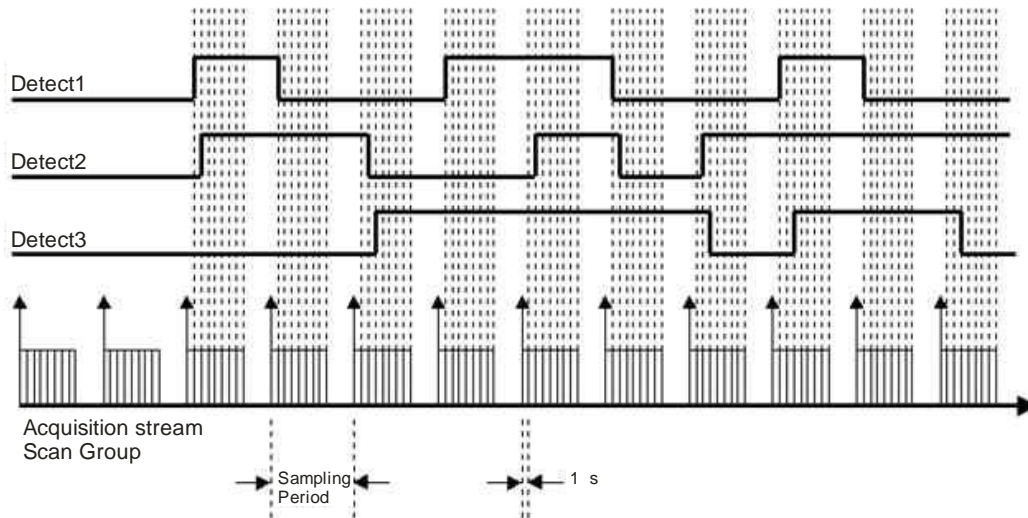 Detect1
Detect2
Detect3
Acquisition stream
Scan Group
Sampling
Period
1 s